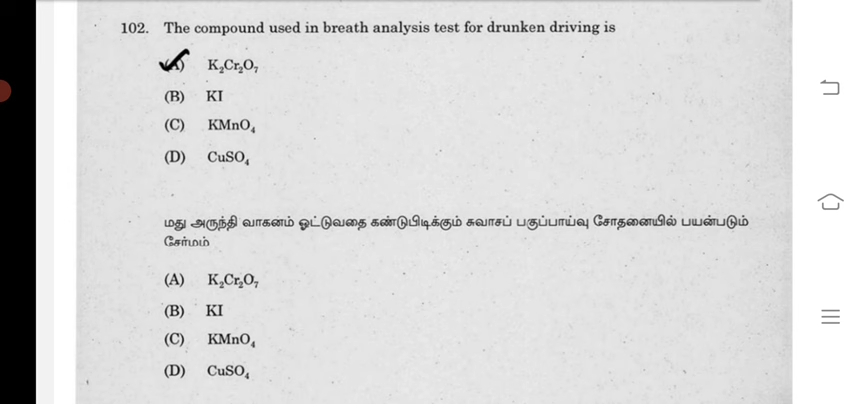 102. The compound used in breath analysis test for drunken driving is
(A) K₂Cr₂O₇
(B) KI
(C) KMnO₄
(D) CuSO₄
மது அருந்தி வாகனம் ஓட்டுவதை கண்டுபிடிக்கும் சுவாசப் பகுப்பாய்வு சோதனையில் பயன்படும்
சேர்மம்
(A) K₂Cr₂O₇
(B) KI
(C) KMnO₄
(D) CuSO₄